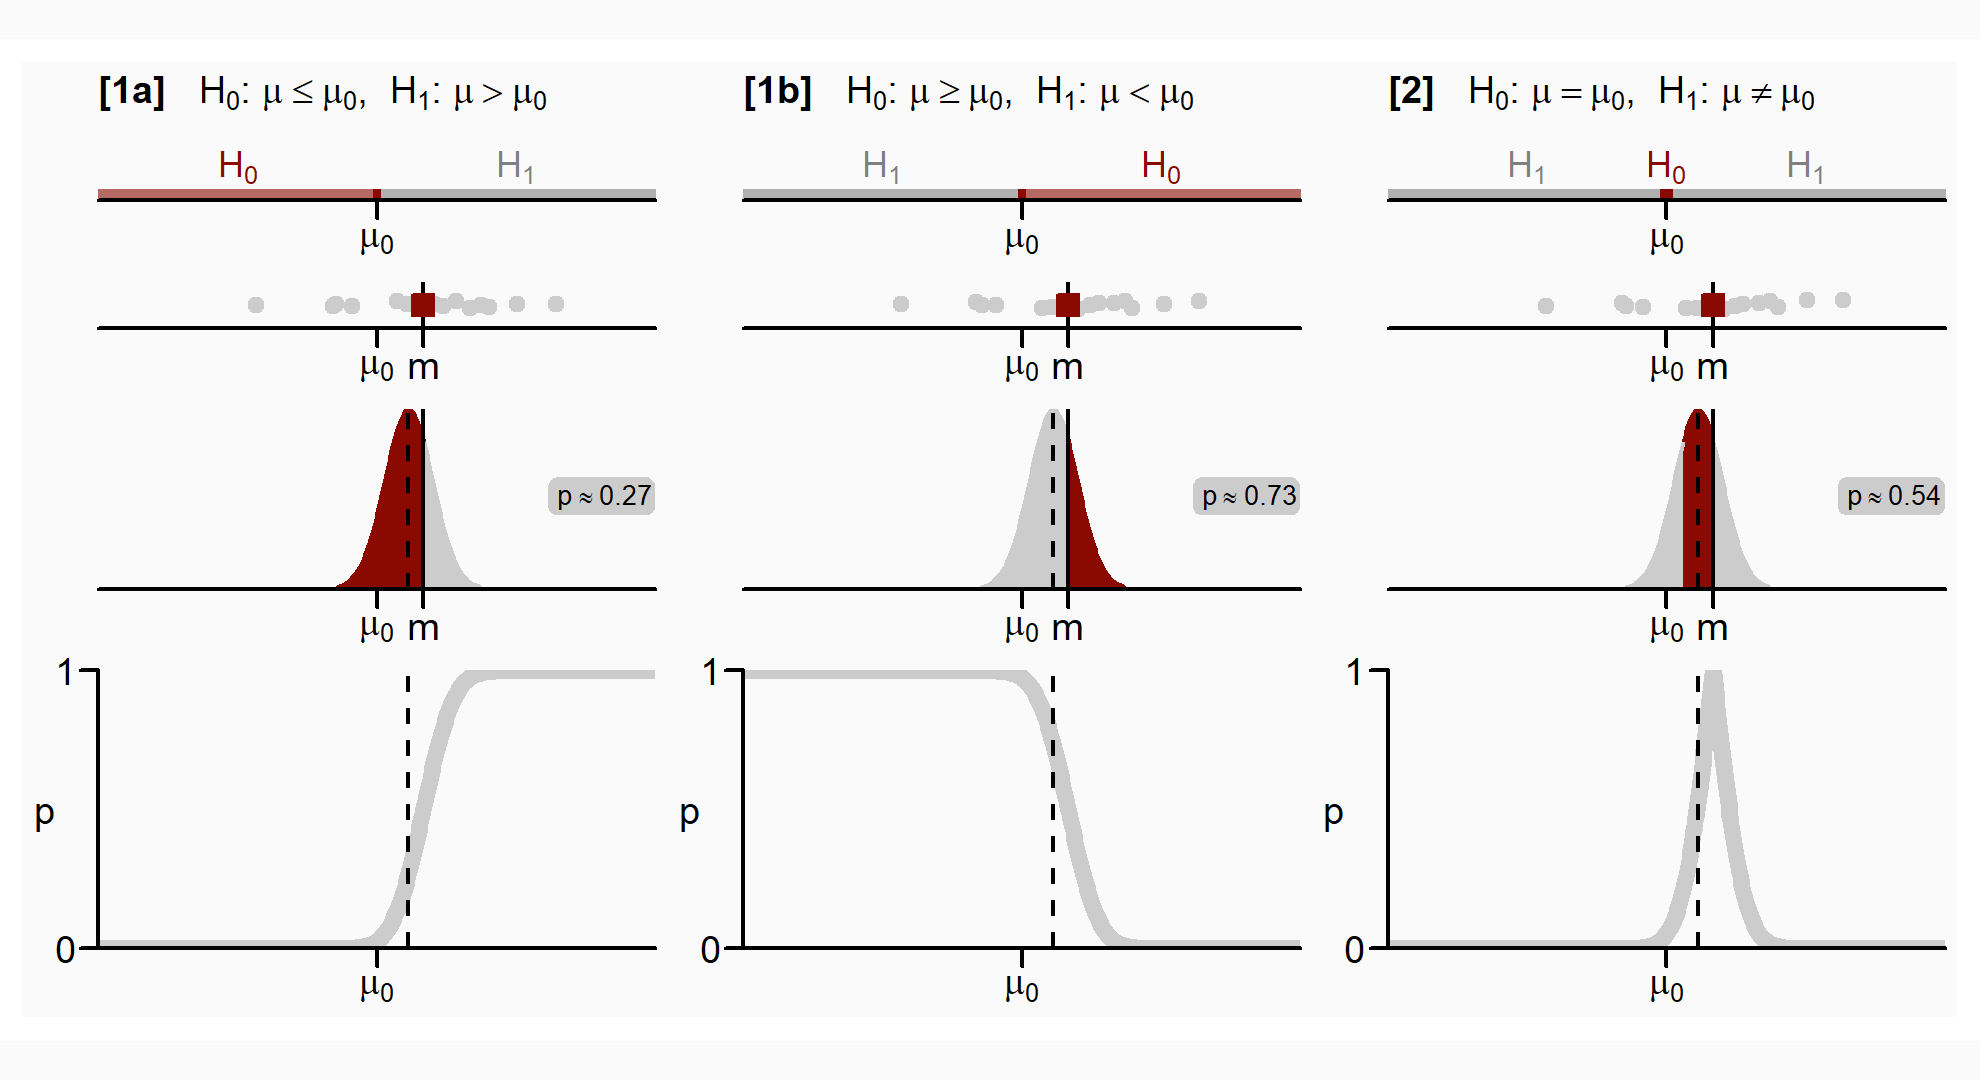 [1a] H₀: μ ≤ μ₀, H₁: μ > μ₀
H₀ H₁
μ₀
μ₀ m
p ≈ 0.27
μ₀ m
1
p
0
μ₀
[1b] H₀: μ ≥ μ₀, H₁: μ < μ₀
H₁ H₀
μ₀
μ₀ m
p ≈ 0.73
μ₀ m
1
p
0
μ₀
[2] H₀: μ = μ₀, H₁: μ ≠ μ₀
H₁ H₀ H₁
μ₀
μ₀ m
p ≈ 0.54
μ₀ m
1
p
0
μ₀